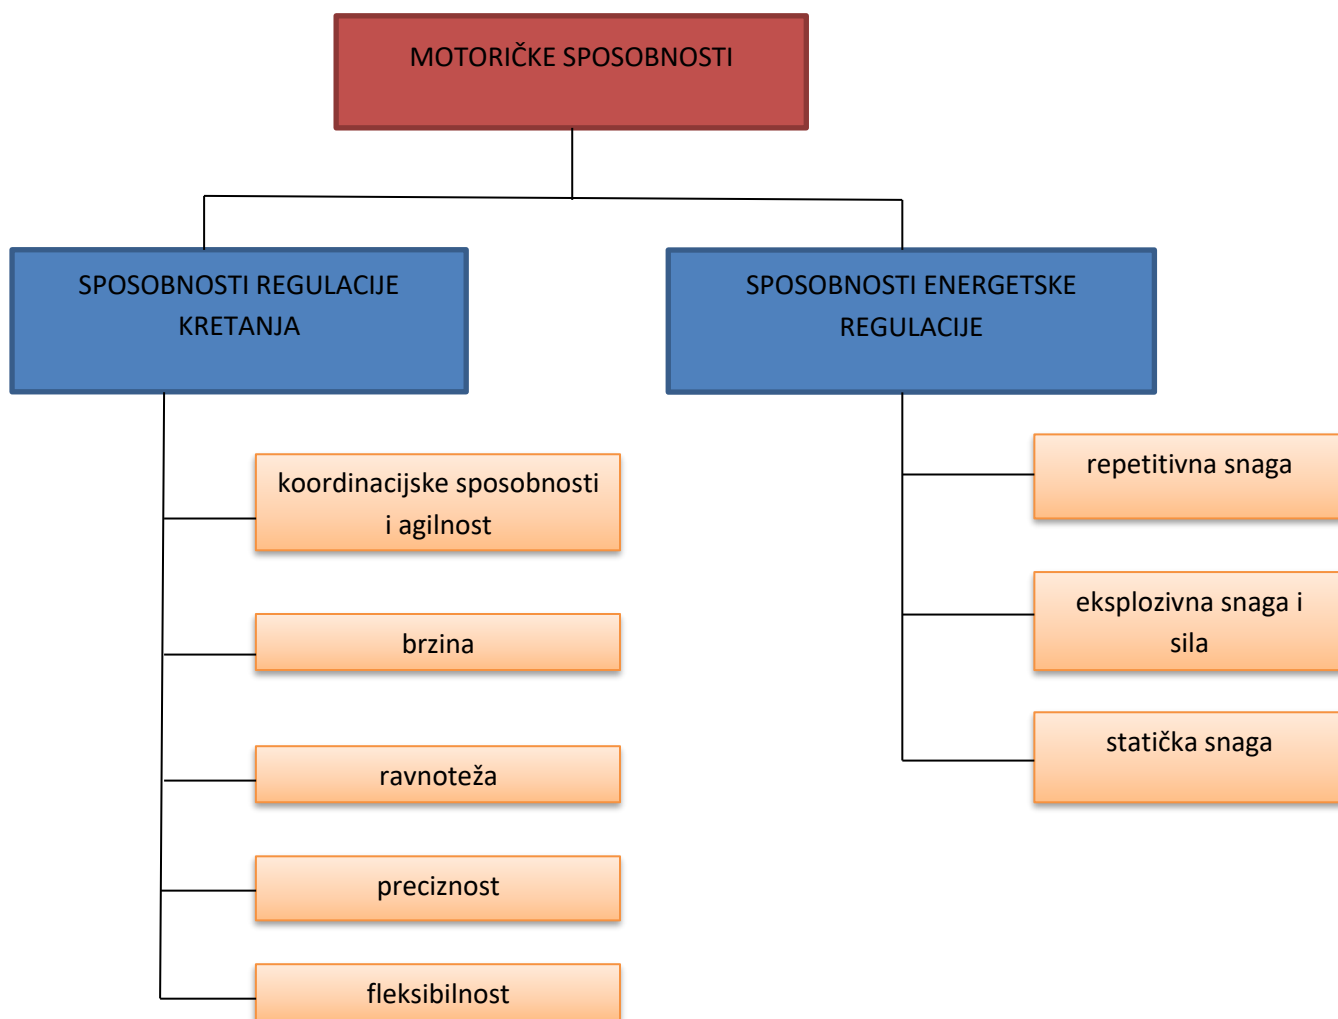 MOTORIČKE SPOSOBNOSTI
SPOSOBNOSTI REGULACIJE
KRETANJA
koordinacijske sposobnosti
i agilnost
brzina
ravnoteža
preciznost
fleksibilnost
SPOSOBNOSTI ENERGETSKE
REGULACIJE
repetitivna snaga
eksplozivna snaga i
sila
statička snaga